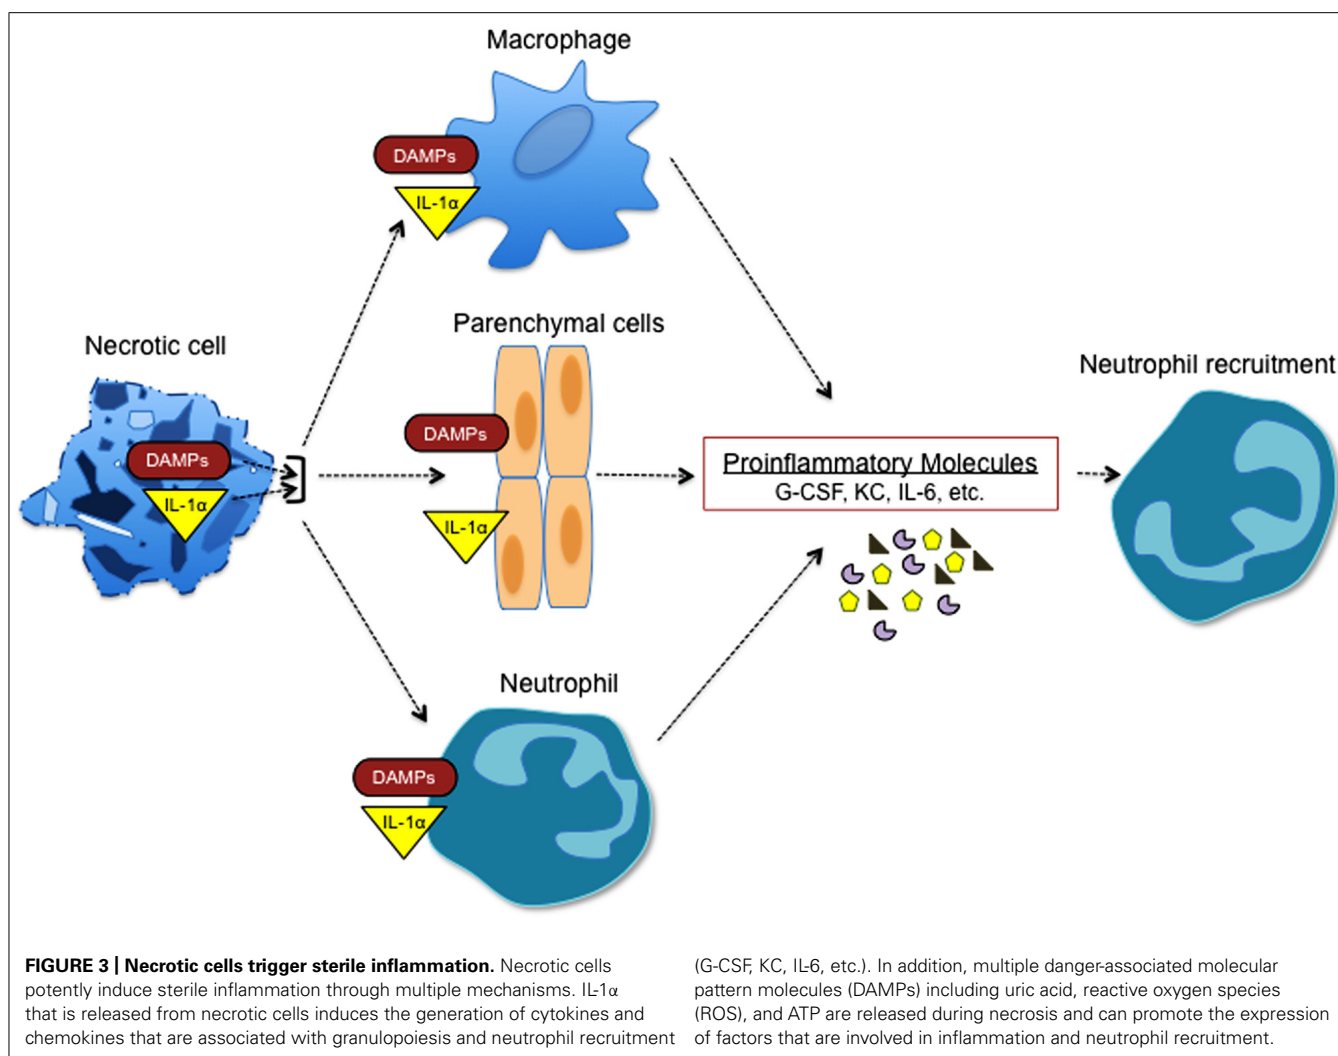 Macrophage
DAMPs
IL-1α
Parenchymal cells
Necrotic cell
Neutrophil recruitment
DAMPs
DAMPs
IL-1α
IL-1α
Proinflammatory Molecules
G-CSF, KC, IL-6, etc.
Neutrophil
DAMPs
IL-1α
FIGURE 3 | Necrotic cells trigger sterile inflammation. Necrotic cells
potently induce sterile inflammation through multiple mechanisms. IL-1α
that is released from necrotic cells induces the generation of cytokines and
chemokines that are associated with granulopoiesis and neutrophil recruitment
(G-CSF, KC, IL-6, etc.). In addition, multiple danger-associated molecular
pattern molecules (DAMPs) including uric acid, reactive oxygen species
(ROS), and ATP are released during necrosis and can promote the expression
of factors that are involved in inflammation and neutrophil recruitment.